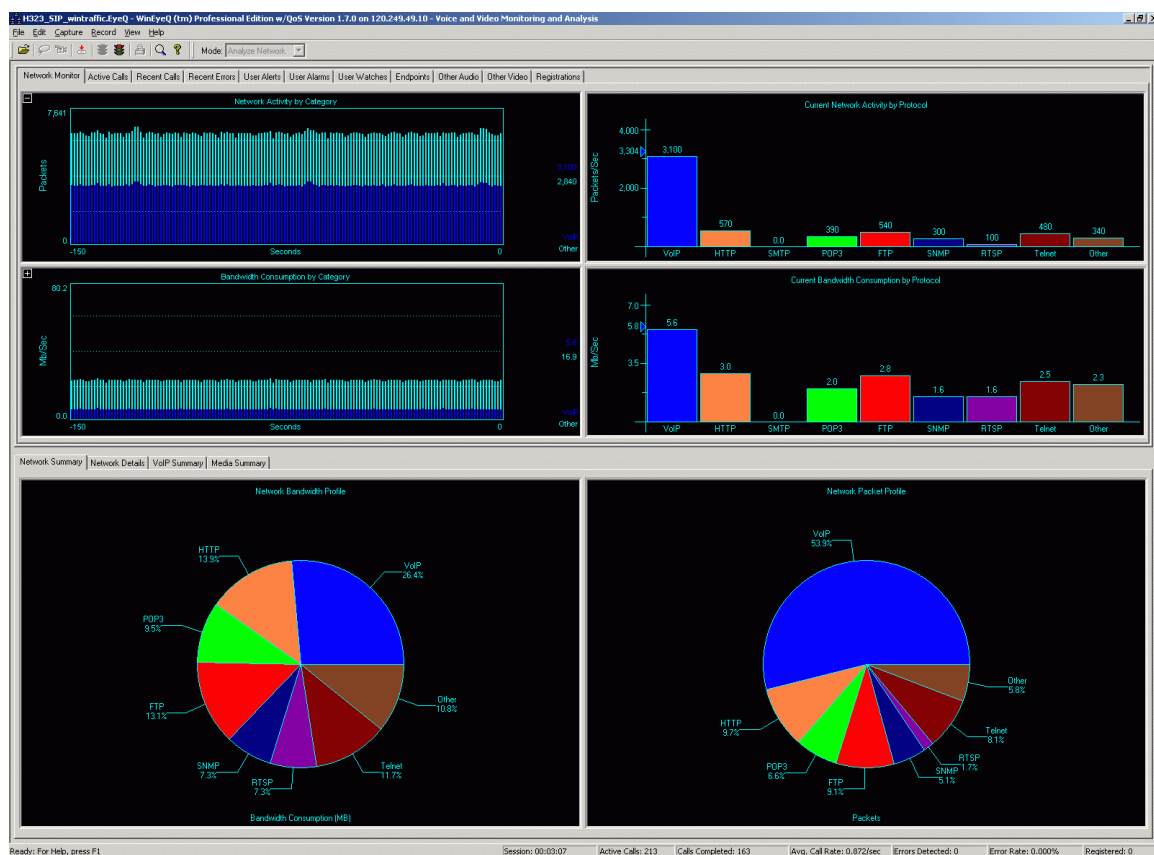 H323_SIP_wintraffic.EyeQ - WinEyeQ (tm) Professional Edition w/QoS Version 1.7.0 on 120.249.49.10 - Voice and Video Monitoring and Analysis
File Edit Capture Record View Help
Mode: Analyze Network
Network Monitor Active Calls Recent Calls Recent Errors User Alerts User Alarms User Watches Endpoints Other Audio Other Video Registrations
Network Activity by Category
7,841
Packets
2,840
0
VoIP
Other
-150 Seconds 0
Current Network Activity by Protocol
4,000
3,304
2,000
Packets/Sec
3,100 570 0.0 390 540 300 100 480 340
VoIP HTTP SMTP POP3 FTP SNMP RTSP Telnet Other
Bandwidth Consumption by Category
80.2
Mb/Sec
5.6
16.9
0.0
VoIP
Other
-150 Seconds 0
Current Bandwidth Consumption by Protocol
7.0
5.8
3.5
Mb/Sec
5.6 3.0 0.0 2.0 2.8 1.6 1.6 2.5 2.3
VoIP HTTP SMTP POP3 FTP SNMP RTSP Telnet Other
Network Summary Network Details VoIP Summary Media Summary
Network Bandwidth Profile
HTTP
13.9%
VoIP
26.4%
POP3
9.5%
FTP
13.1%
Other
10.8%
SNMP
7.3%
RTSP
7.3%
Telnet
11.7%
Bandwidth Consumption (MB)
Network Packet Profile
VoIP
53.9%
Other
5.8%
HTTP
9.7%
Telnet
8.1%
POP3
6.6%
RTSP
1.7%
FTP
9.1%
SNMP
5.1%
Packets
Ready: For Help, press F1 Session: 00:03:07 Active Calls: 213 Calls Completed: 163 Avg. Call Rate: 0.872/sec Errors Detected: 0 Error Rate: 0.000% Registered: 0